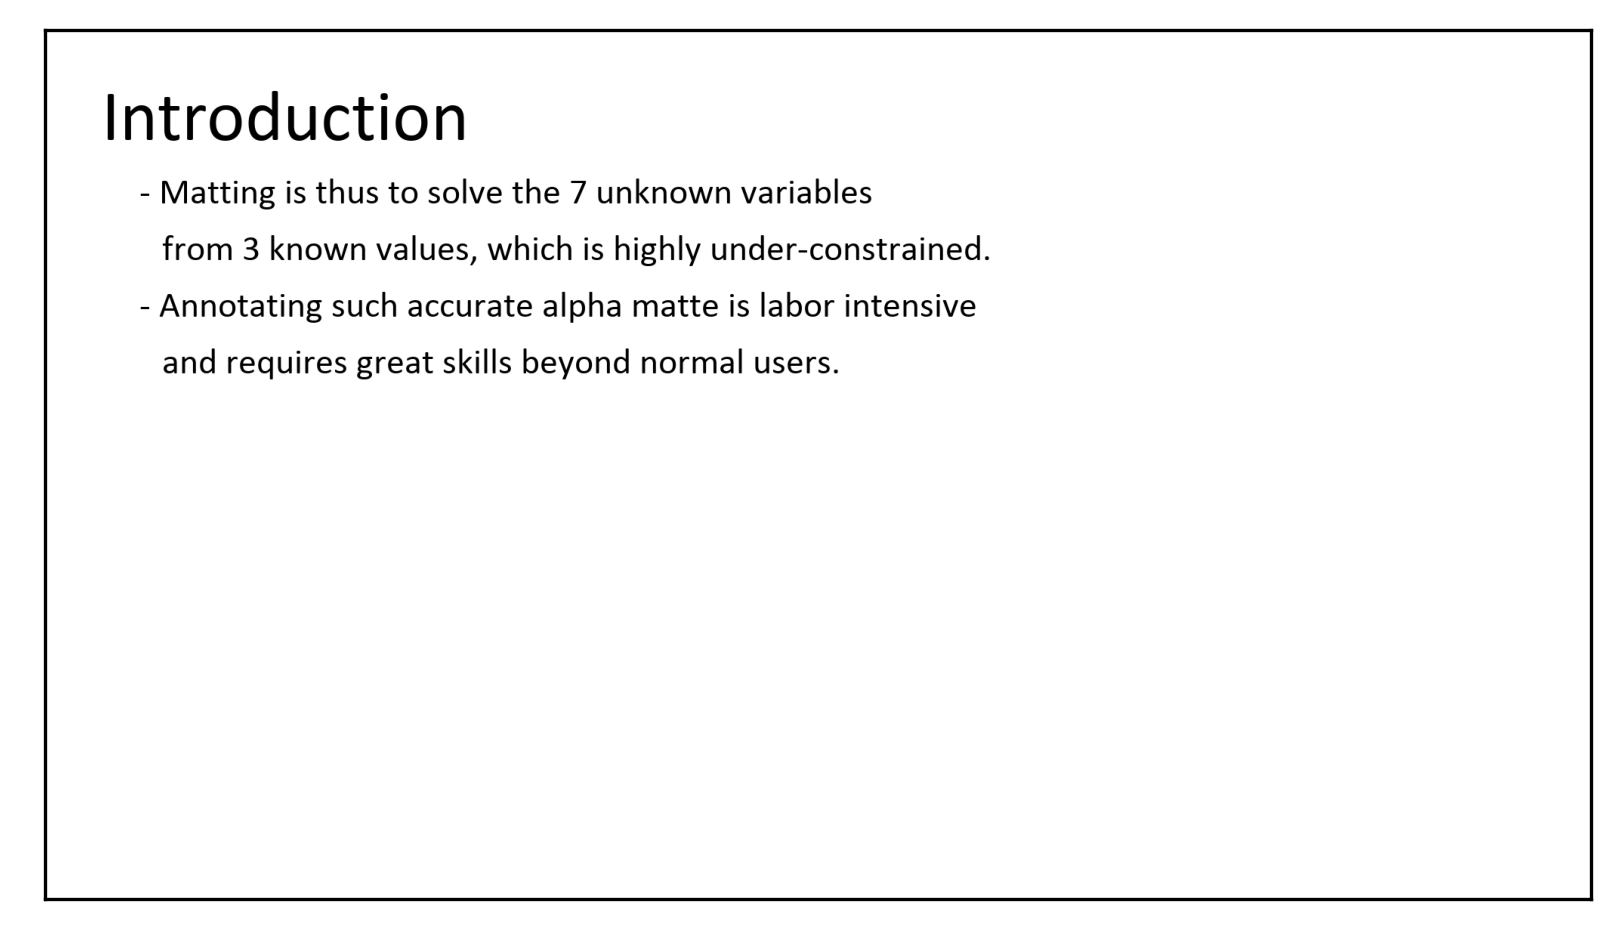 Introduction
- Matting is thus to solve the 7 unknown variables
from 3 known values, which is highly under-constrained.
- Annotating such accurate alpha matte is labor intensive
and requires great skills beyond normal users.